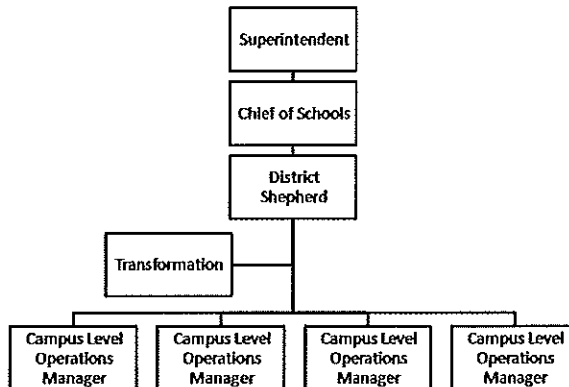 Superintendent
Chief of Schools
District
Shepherd
Transformation
Campus Level
Operations
Manager
Campus Level
Operations
Manager
Campus Level
Operations
Manager
Campus Level
Operations
Manager